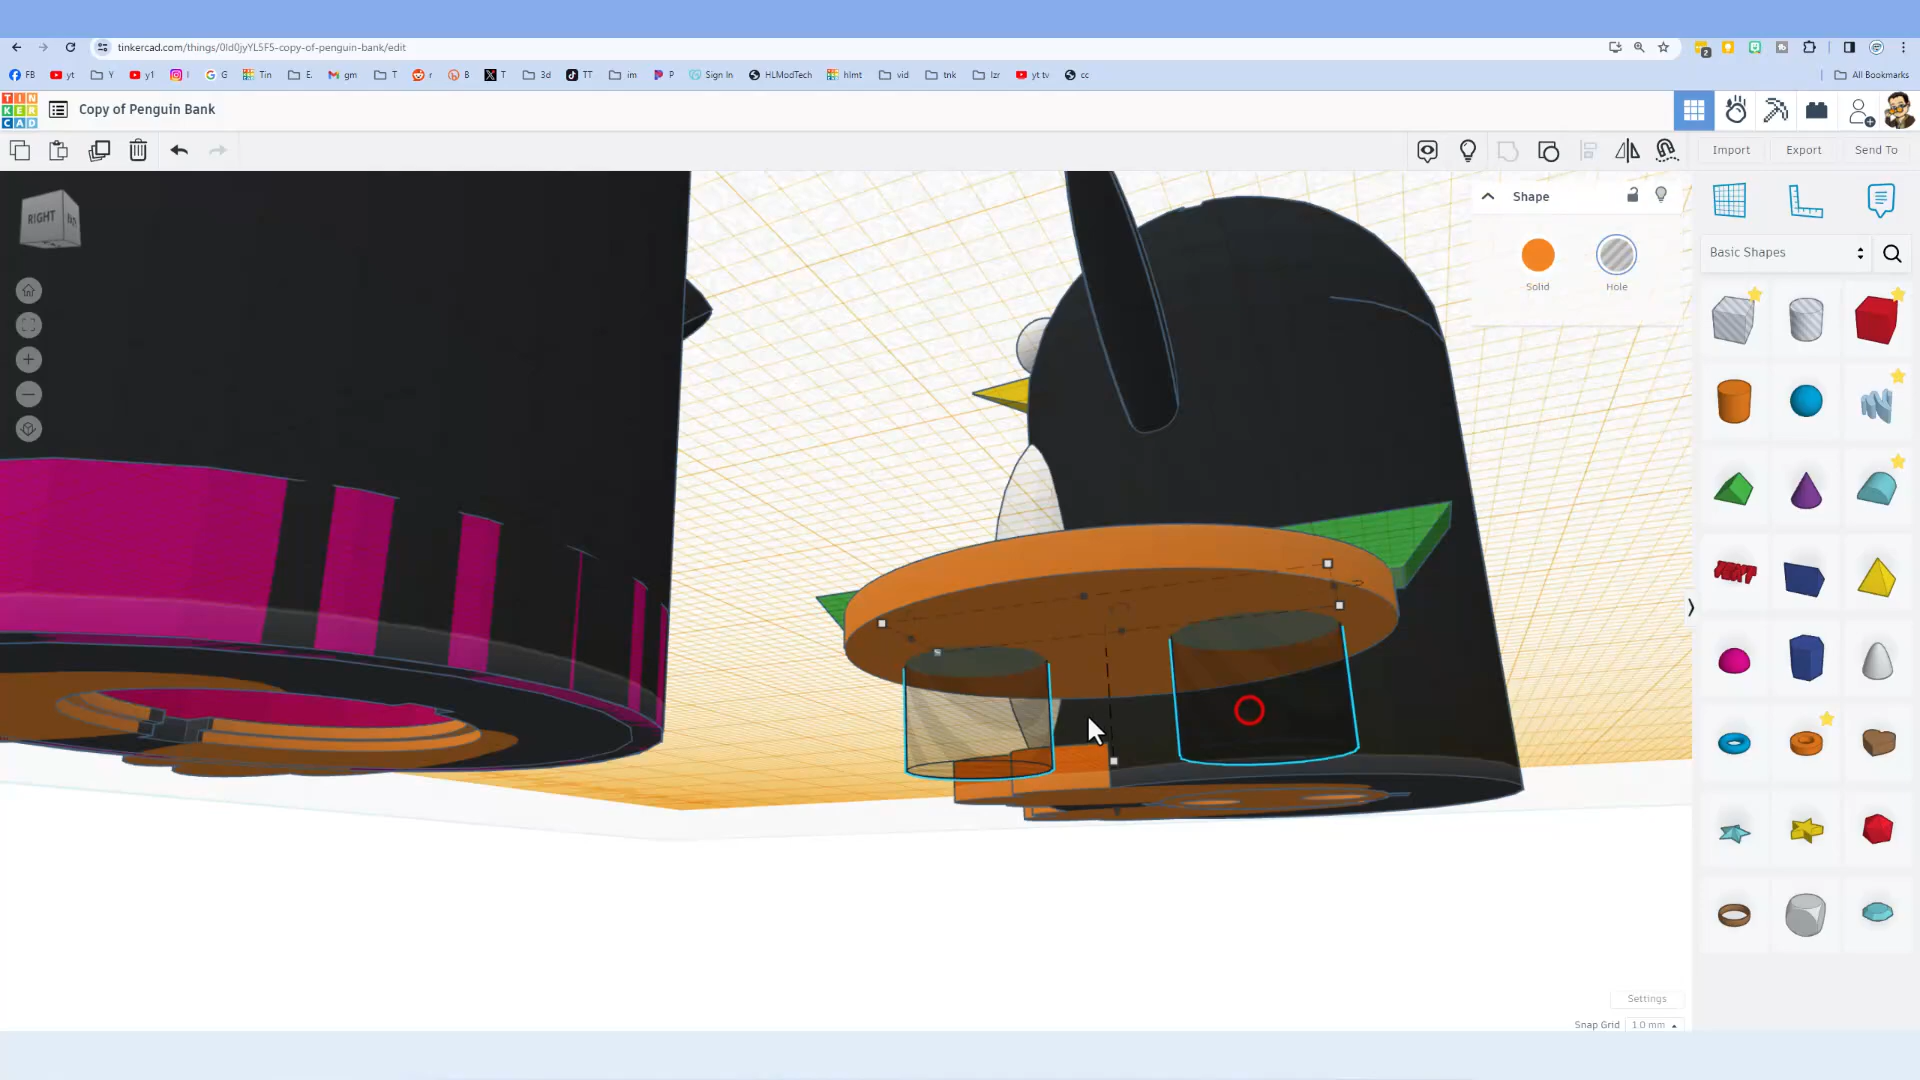 tinkercad.com/things/0ld0jyYL5F5-copy-of-penguin-bank/edit
FB yt Y y1 I G Tin E. gm T r B T 3d TT im P Sign In HLModTech hlmt vid tnk lzr yt tv cc All Bookmarks
TIN
KER
CAD
Copy of Penguin Bank
Import Export Send To
RIGHT
Shape
Solid Hole
Basic Shapes
TEXT
Settings
Snap Grid 1.0 mm